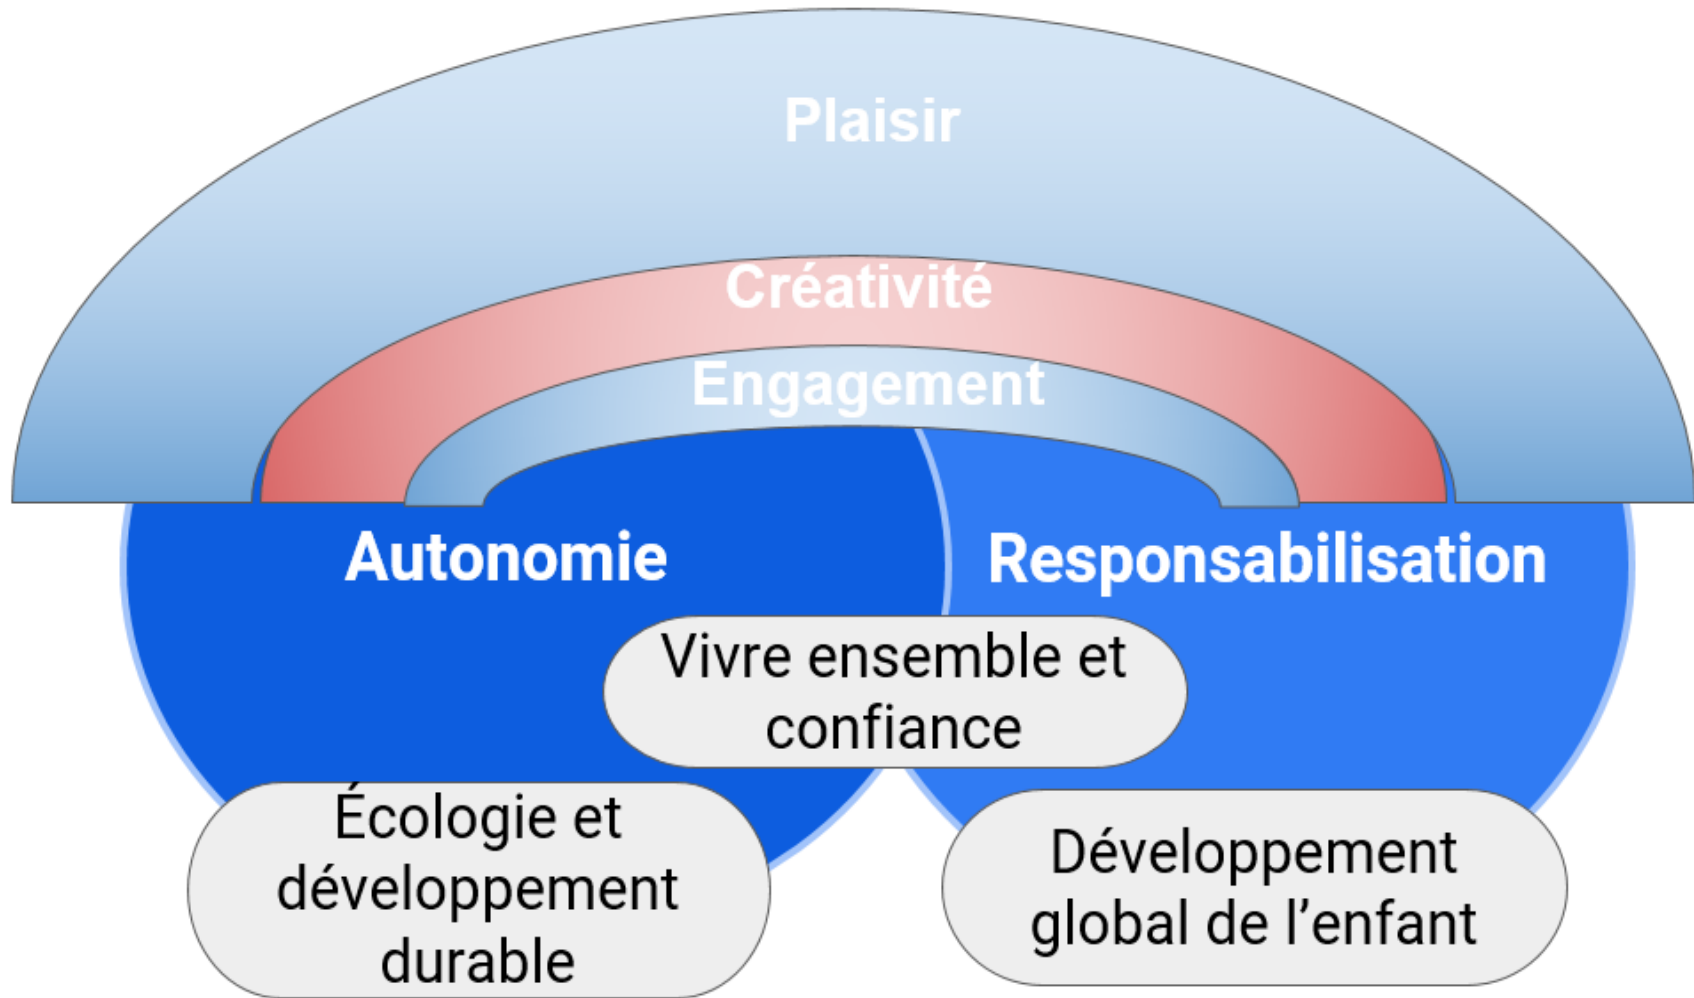 Plaisir
Créativité
Engagement
Autonomie
Responsabilisation
Vivre ensemble et
confiance
Écologie et
développement
durable
Développement
global de l’enfant